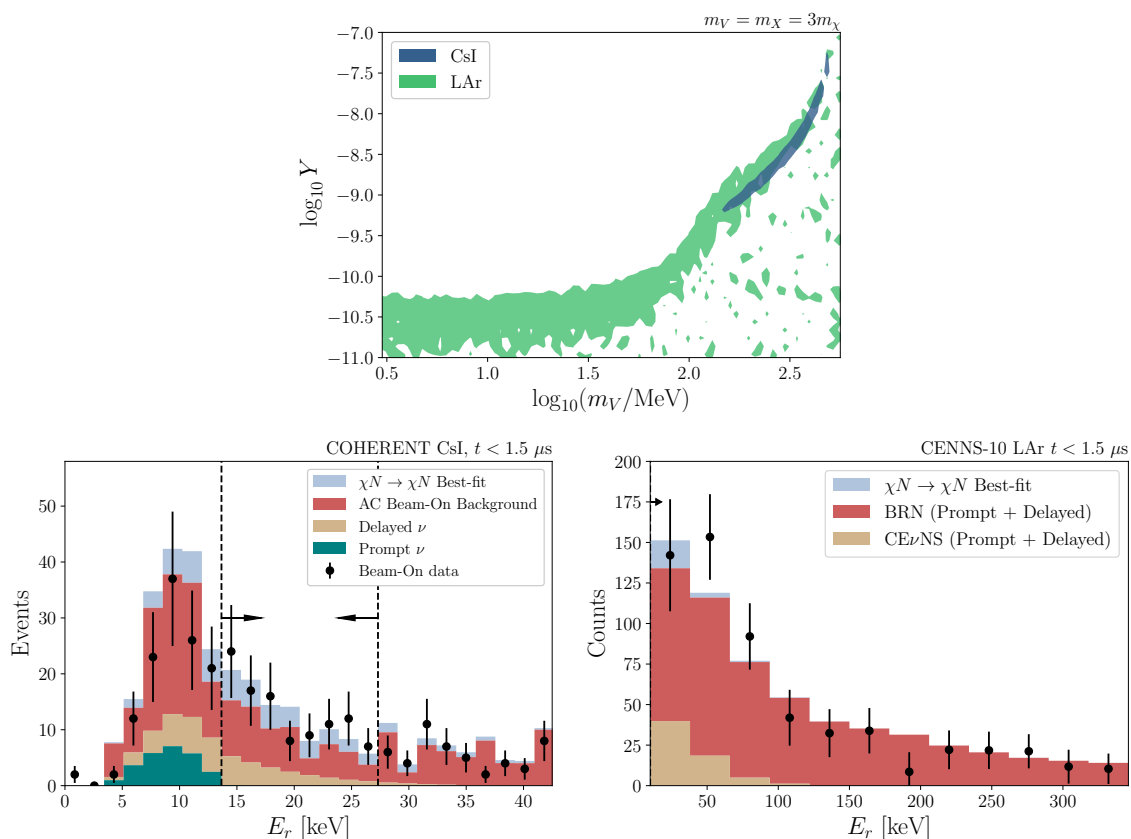 $m_V = m_X = 3m_\chi$
CsI
LAr
−7.0
−7.5
−8.0
−8.5
−9.0
−9.5
−10.0
−10.5
−11.0
log₁₀ Y
0.5 1.0 1.5 2.0 2.5
log₁₀(m_V/MeV)
COHERENT CsI, t < 1.5 μs
χN → χN Best-fit
AC Beam-On Background
Delayed ν
Prompt ν
Beam-On data
50
40
30
20
10
0
Events
0 5 10 15 20 25 30 35 40
E_r [keV]
CENNS-10 LAr t < 1.5 μs
χN → χN Best-fit
BRN (Prompt + Delayed)
CEνNS (Prompt + Delayed)
200
175
150
125
100
75
50
25
0
Counts
50 100 150 200 250 300
E_r [keV]